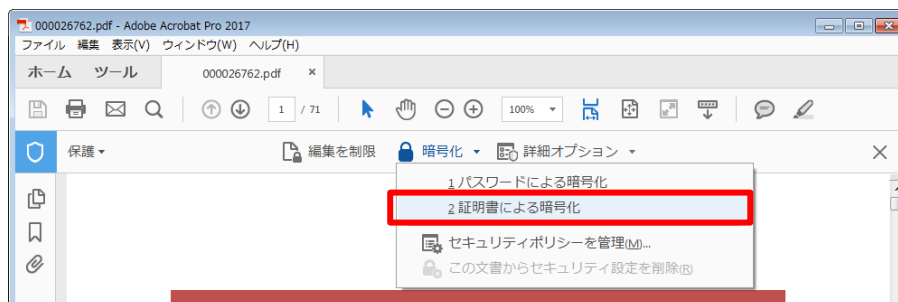 000026762.pdf - Adobe Acrobat Pro 2017
ファイル 編集 表示(V) ウィンドウ(W) ヘルプ(H)
ホーム ツール 000026762.pdf ×
1 / 71 100%
保護 編集を制限 暗号化 詳細オプション
1 パスワードによる暗号化
2 証明書による暗号化
セキュリティポリシーを管理(M)...
この文書からセキュリティ設定を削除(R)